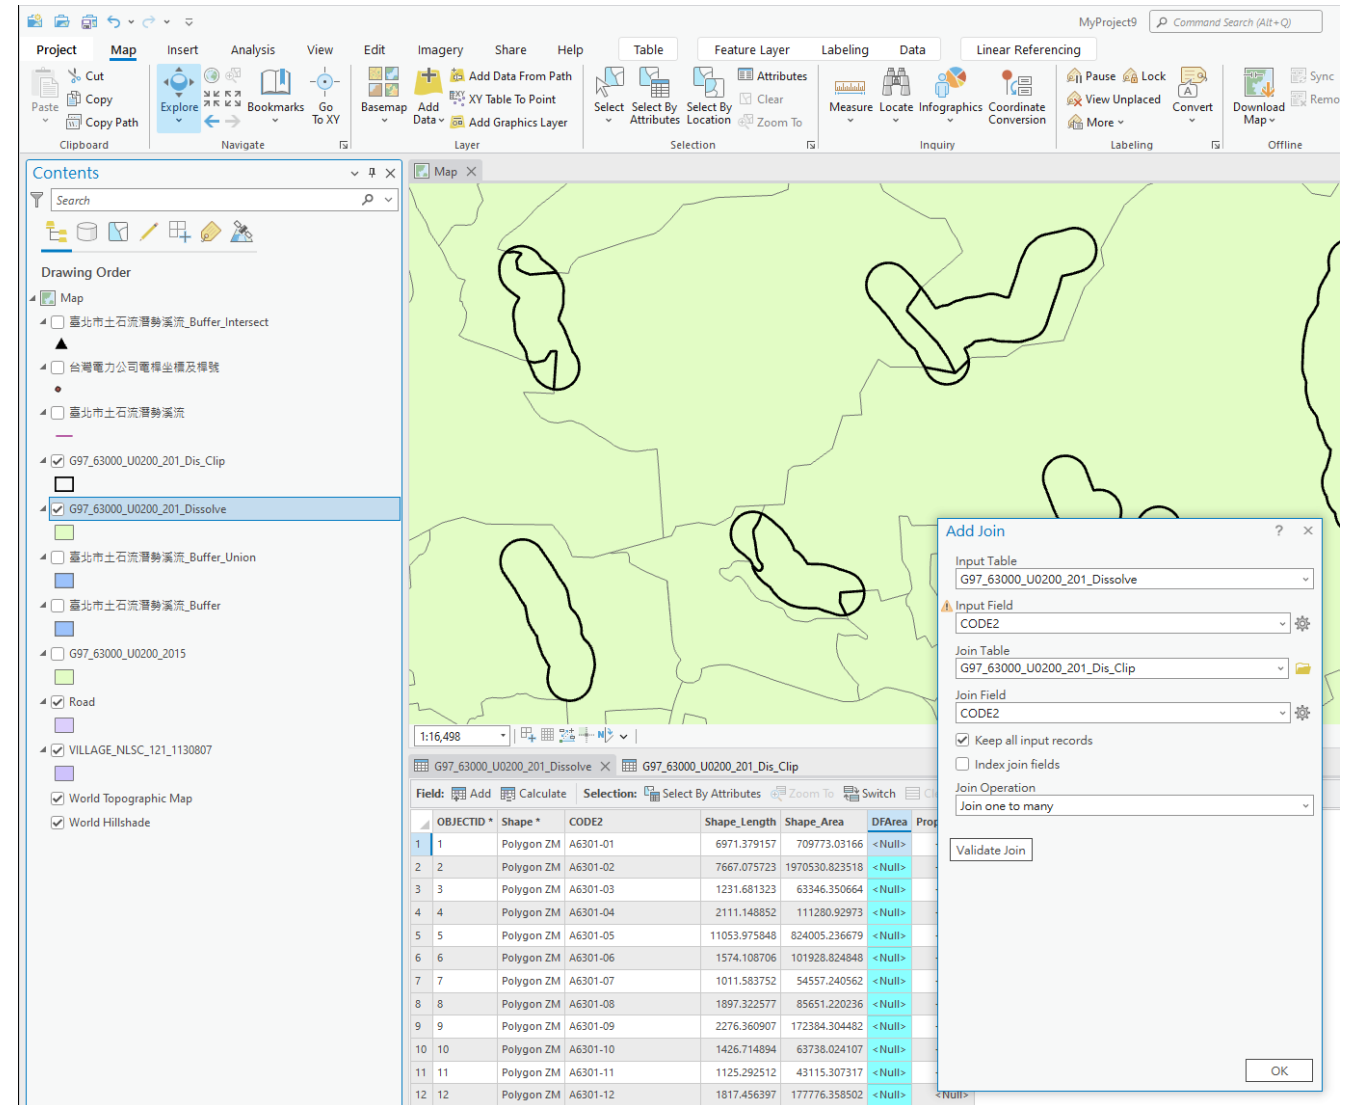 MyProject9 Command Search (Alt+Q)
Project Map Insert Analysis View Edit Imagery Share Help Table Feature Layer Labeling Data Linear Referencing
Paste Cut Copy Copy Path
Clipboard
Explore Bookmarks Go To XY
Navigate
Basemap Add Data Add Data From Path XY Table To Point Add Graphics Layer
Layer
Select Select By Attributes Select By Location Attributes Clear Zoom To
Selection
Measure Locate Infographics Coordinate Conversion
Inquiry
Pause Lock View Unplaced More Convert
Labeling
Download Map Sync Remo
Offline
Contents
Search
Drawing Order
Map
臺北市土石流潛勢溪流_Buffer_Intersect
台灣電力公司電桿坐標及桿號
臺北市土石流潛勢溪流
G97_63000_U0200_201_Dis_Clip
G97_63000_U0200_201_Dissolve
臺北市土石流潛勢溪流_Buffer_Union
臺北市土石流潛勢溪流_Buffer
G97_63000_U0200_2015
Road
VILLAGE_NLSC_121_1130807
World Topographic Map
World Hillshade
Map
1:16,498
G97_63000_U0200_201_Dissolve G97_63000_U0200_201_Dis_Clip
Field: Add Calculate Selection: Select By Attributes Zoom To Switch
OBJECTID * Shape * CODE2 Shape_Length Shape_Area DFArea Prop
1 1 Polygon ZM A6301-01 6971.379157 709773.03166 <Null>
2 2 Polygon ZM A6301-02 7667.075723 1970530.823518 <Null>
3 3 Polygon ZM A6301-03 1231.681323 63346.350664 <Null>
4 4 Polygon ZM A6301-04 2111.148852 111280.92973 <Null>
5 5 Polygon ZM A6301-05 11053.975848 824005.236679 <Null>
6 6 Polygon ZM A6301-06 1574.108706 101928.824848 <Null>
7 7 Polygon ZM A6301-07 1011.583752 54557.240562 <Null>
8 8 Polygon ZM A6301-08 1897.322577 85651.220236 <Null>
9 9 Polygon ZM A6301-09 2276.360907 172384.304482 <Null>
10 10 Polygon ZM A6301-10 1426.714894 63738.024107 <Null>
11 11 Polygon ZM A6301-11 1125.292512 43115.307317 <Null>
12 12 Polygon ZM A6301-12 1817.456397 177776.358502 <Null> <Null>
Add Join
Input Table
G97_63000_U0200_201_Dissolve
Input Field
CODE2
Join Table
G97_63000_U0200_201_Dis_Clip
Join Field
CODE2
Keep all input records
Index join fields
Join Operation
Join one to many
Validate Join
OK